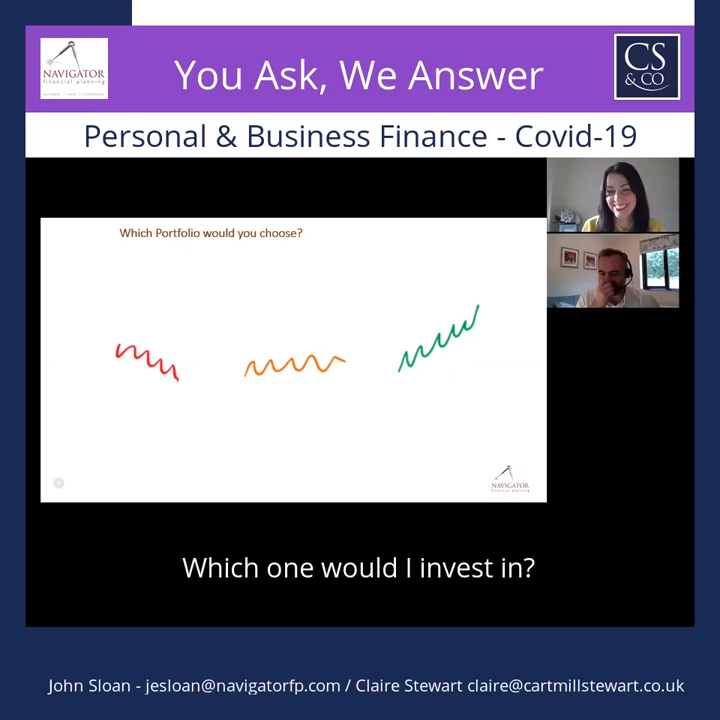 NAVIGATOR
financial planning
You Ask, We Answer
CS
& CO
Personal & Business Finance - Covid-19
Which Portfolio would you choose?
NAVIGATOR
financial planning
Which one would I invest in?
John Sloan - jesloan@navigatorfp.com / Claire Stewart claire@cartmillstewart.co.uk